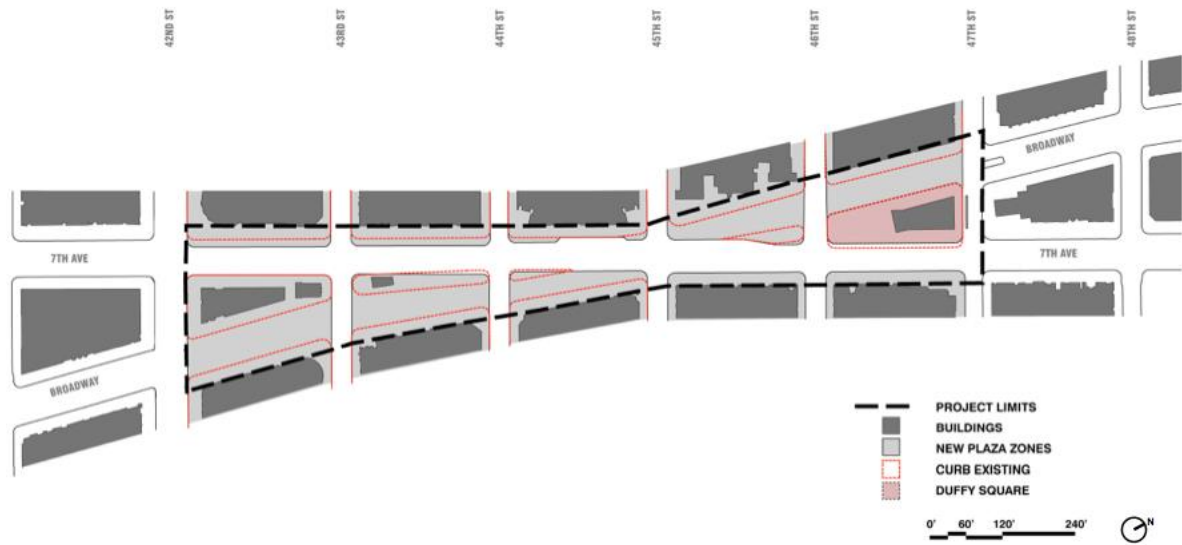 42ND ST
43RD ST
44TH ST
45TH ST
46TH ST
47TH ST
48TH ST
BROADWAY
7TH AVE
7TH AVE
BROADWAY
PROJECT LIMITS
BUILDINGS
NEW PLAZA ZONES
CURB EXISTING
DUFFY SQUARE
0' 60' 120' 240'
N